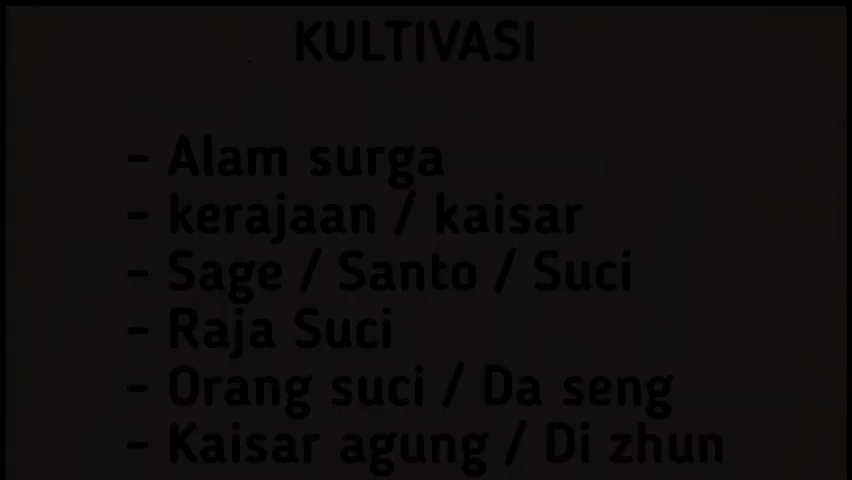 KULTIVASI
- Alam surga
- kerajaan / kaisar
- Sage / Santo / Suci
- Raja Suci
- Orang suci / Da seng
- Kaisar agung / Di zhun